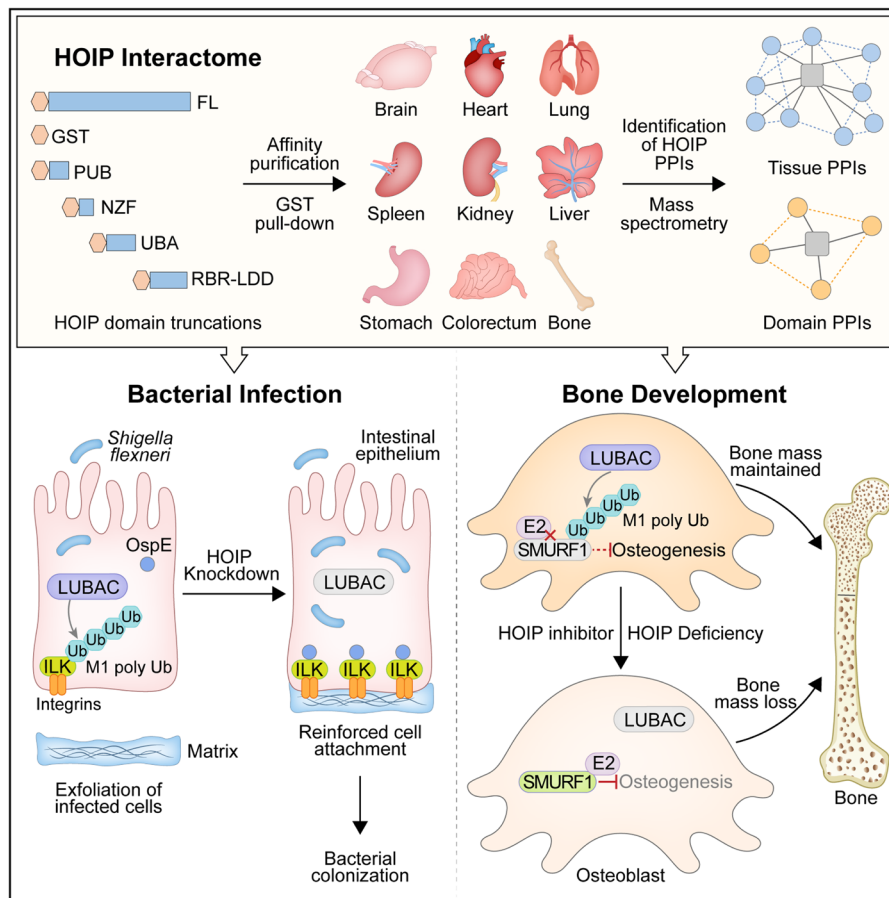 HOIP Interactome
FL
GST
PUB
NZF
UBA
RBR-LDD
HOIP domain truncations
Affinity
purification
GST
pull-down
Brain
Heart
Lung
Spleen
Kidney
Liver
Stomach
Colorectum
Bone
Identification
of HOIP
PPIs
Mass
spectrometry
Tissue PPIs
Domain PPIs
Bacterial Infection
Shigella
flexneri
OspE
LUBAC
Ub
Ub
Ub
Ub
ILK
M1 poly Ub
Integrins
Matrix
Exfoliation of
infected cells
HOIP
Knockdown
Intestinal
epithelium
LUBAC
ILK
ILK
ILK
Reinforced cell
attachment
Bacterial
colonization
Bone Development
LUBAC
Ub
Ub
Ub
Ub
E2
M1 poly Ub
SMURF1
Osteogenesis
Bone mass
maintained
HOIP inhibitor
HOIP Deficiency
LUBAC
E2
SMURF1
Osteogenesis
Osteoblast
Bone
mass loss
Bone